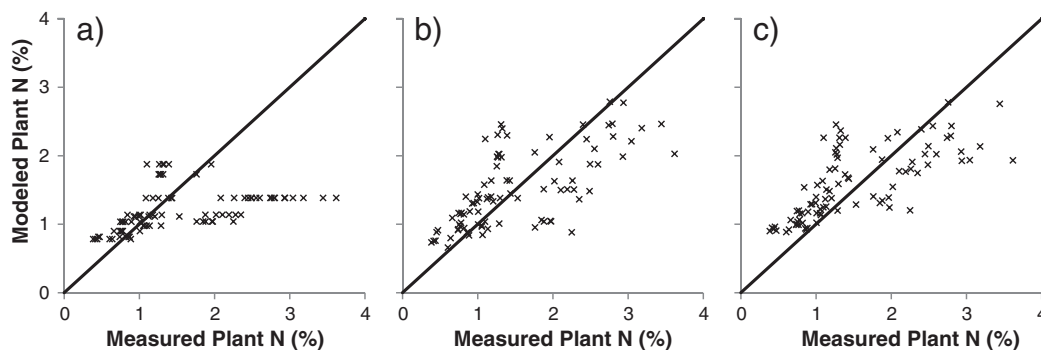 a)
b)
c)
Modeled Plant N (%)
4
3
2
1
0
0 1 2 3 4
0 1 2 3 4
0 1 2 3 4
Measured Plant N (%)
Measured Plant N (%)
Measured Plant N (%)